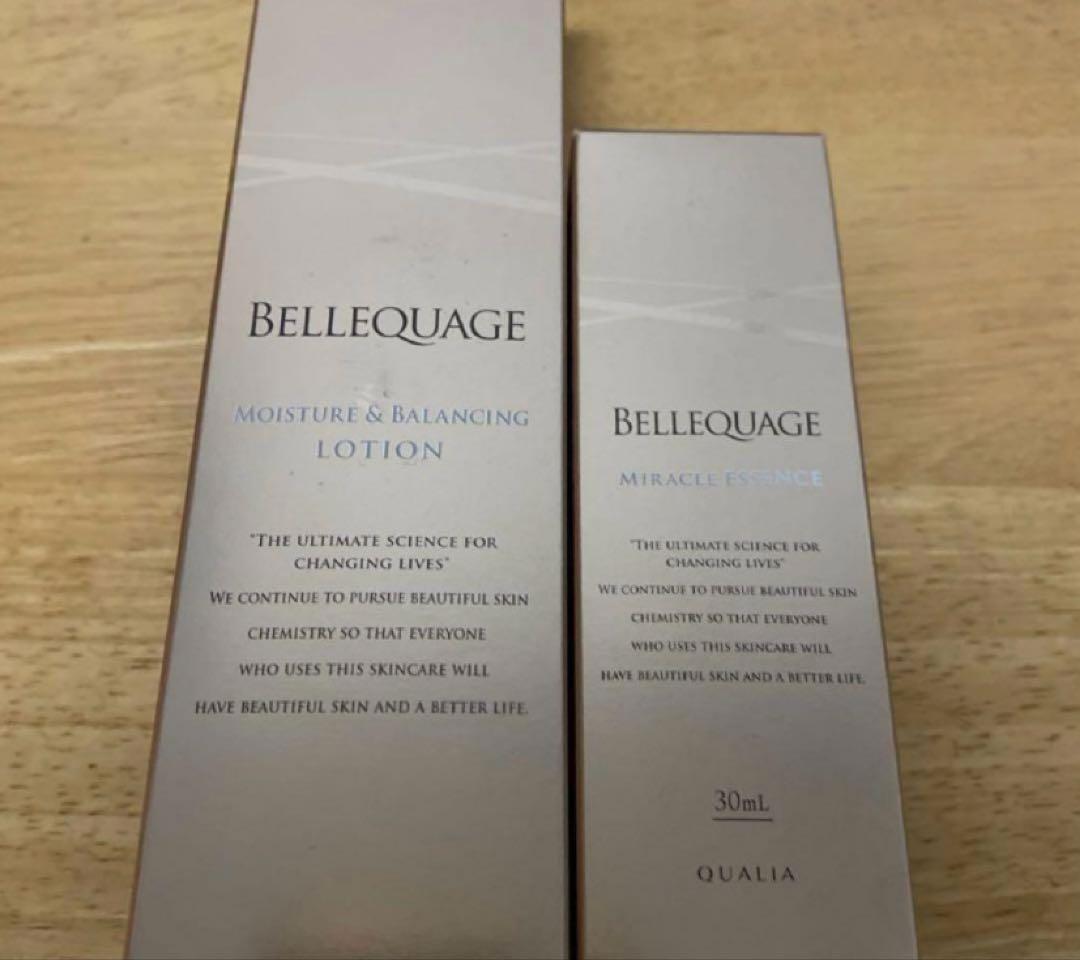 BELLEQUAGE
MOISTURE & BALANCING
LOTION
"THE ULTIMATE SCIENCE FOR
CHANGING LIVES"
WE CONTINUE TO PURSUE BEAUTIFUL SKIN
CHEMISTRY SO THAT EVERYONE
WHO USES THIS SKINCARE WILL
HAVE BEAUTIFUL SKIN AND A BETTER LIFE.
BELLEQUAGE
MIRACLE ESSENCE
"THE ULTIMATE SCIENCE FOR
CHANGING LIVES"
WE CONTINUE TO PURSUE BEAUTIFUL SKIN
CHEMISTRY SO THAT EVERYONE
WHO USES THIS SKINCARE WILL
HAVE BEAUTIFUL SKIN AND A BETTER LIFE.
30mL
QUALIA